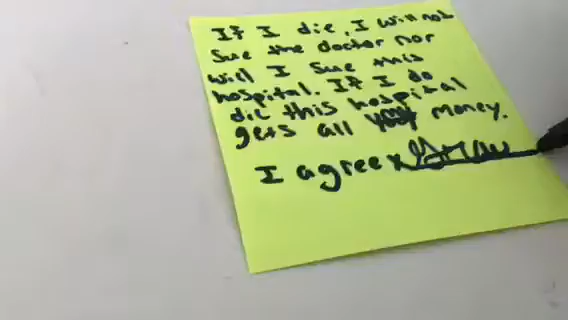 If I die, I will not
Sue the doctor nor
will I sue this
hospital. If I do
die this hospital
gets all money.
I agree x